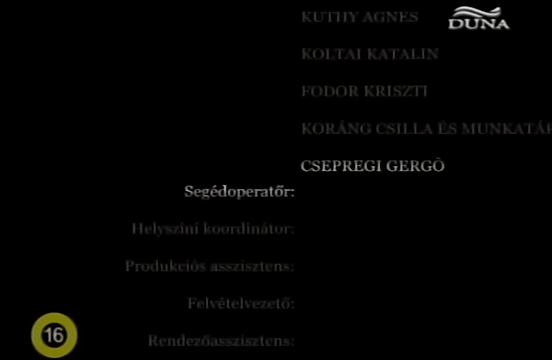 KUTHY AGNES
DUNA
KOLTAI KATALIN
FODOR KRISZTI
KORÁNG CSILLA ÉS MUNKATÁR
CSEPREGI GERGŐ
Segédoperatőr:
Helyszíni koordinátor:
Produkciós asszisztens:
Felvételvezető:
Rendezőasszisztens:
16